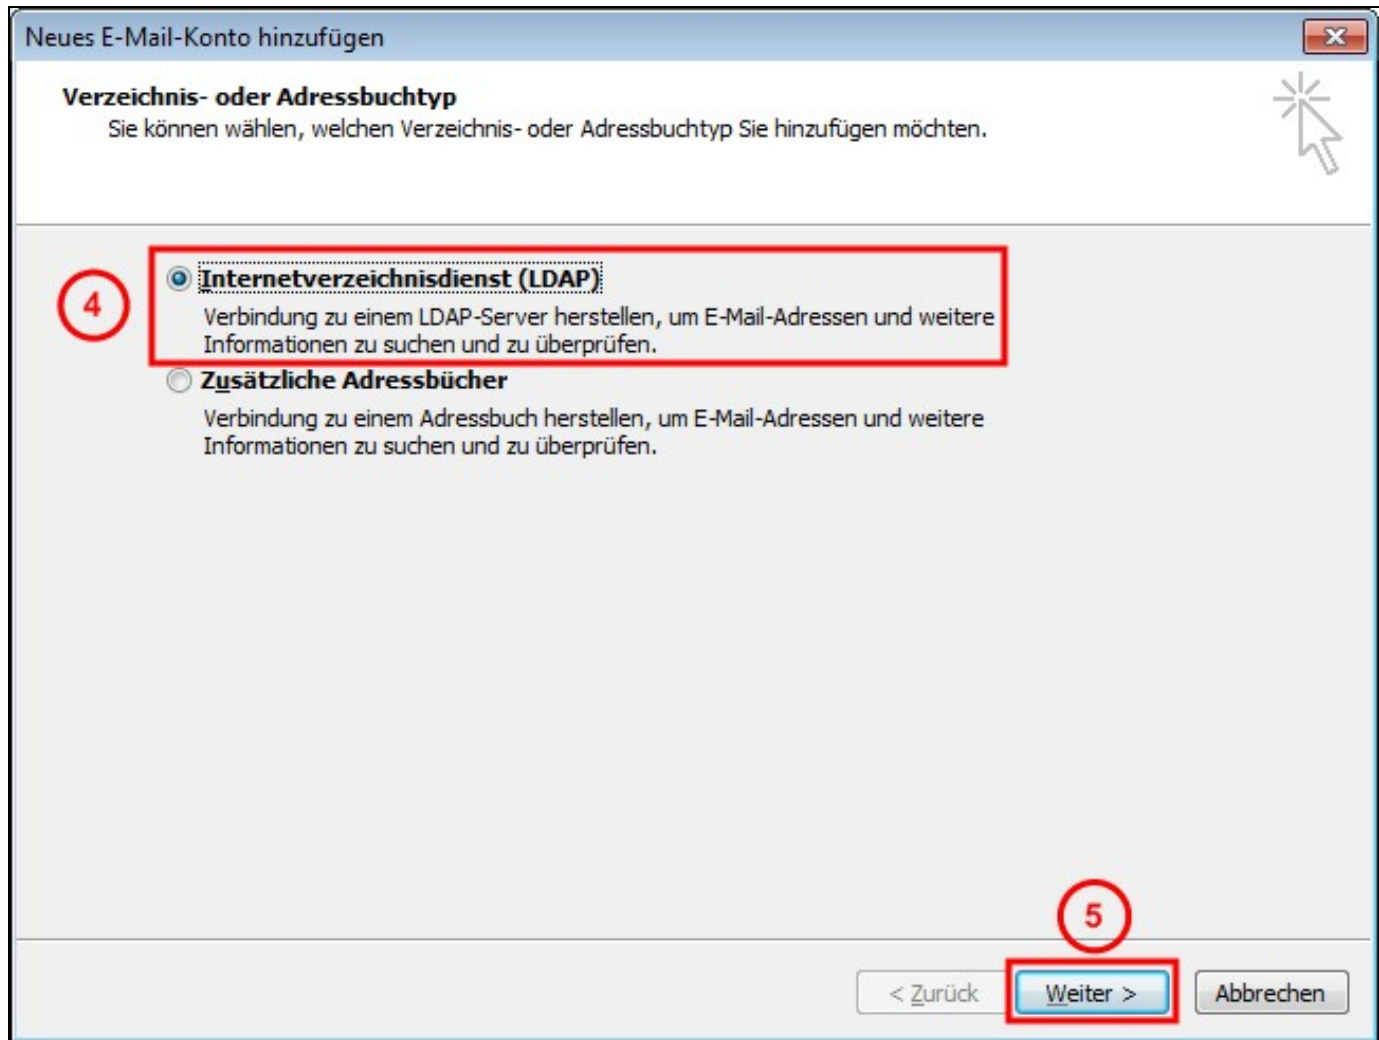 Neues E-Mail-Konto hinzufügen
Verzeichnis- oder Adressbuchtyp
Sie können wählen, welchen Verzeichnis- oder Adressbuchtyp Sie hinzufügen möchten.
4
Internetverzeichnisdienst (LDAP)
Verbindung zu einem LDAP-Server herstellen, um E-Mail-Adressen und weitere
Informationen zu suchen und zu überprüfen.
Zusätzliche Adressbücher
Verbindung zu einem Adressbuch herstellen, um E-Mail-Adressen und weitere
Informationen zu suchen und zu überprüfen.
5
< Zurück Weiter > Abbrechen